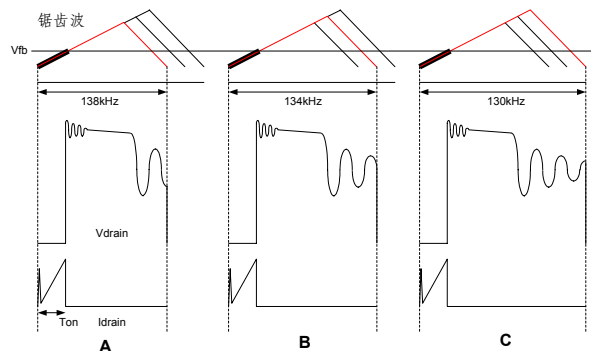 锯齿波
Vfb
138kHz
134kHz
130kHz
Vdrain
Ton
Idrain
A
B
C